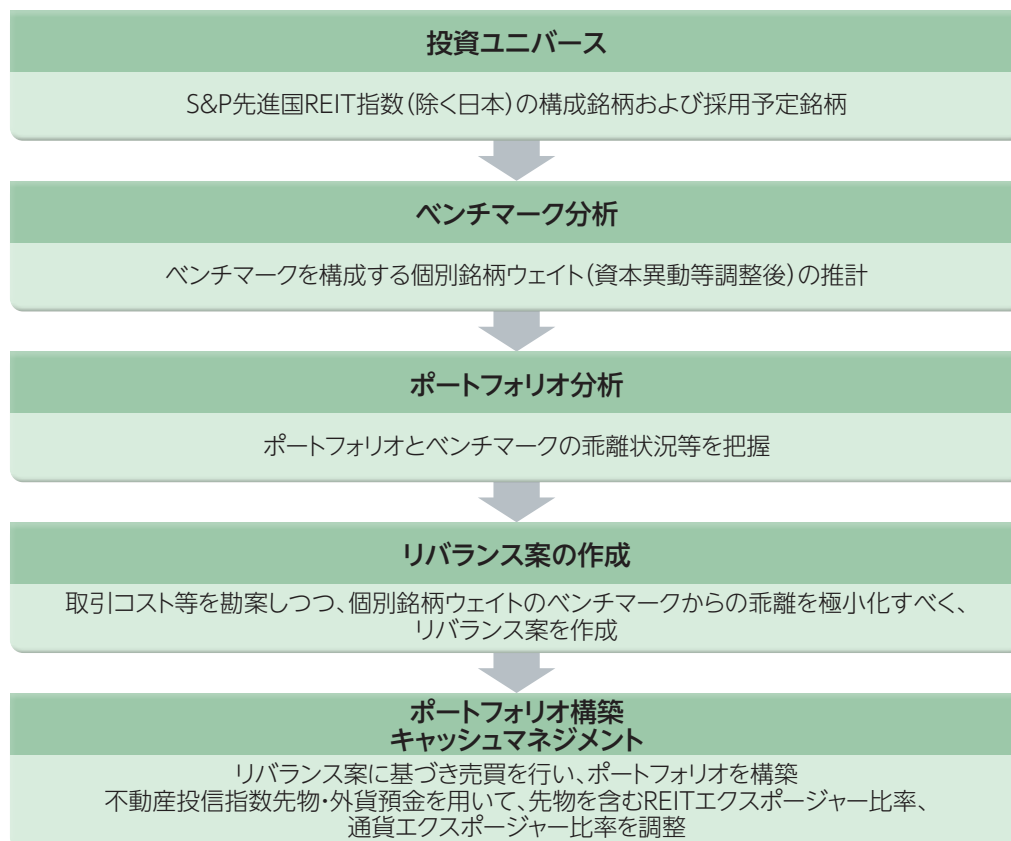 投資ユニバース
S&P先進国REIT指数(除く日本)の構成銘柄および採用予定銘柄
ベンチマーク分析
ベンチマークを構成する個別銘柄ウェイト(資本異動等調整後)の推計
ポートフォリオ分析
ポートフォリオとベンチマークの乖離状況等を把握
リバランス案の作成
取引コスト等を勘案しつつ、個別銘柄ウェイトのベンチマークからの乖離を極小化すべく、
リバランス案を作成
ポートフォリオ構築
キャッシュマネジメント
リバランス案に基づき売買を行い、ポートフォリオを構築
不動産投信指数先物・外貨預金を用いて、先物を含むREITエクスポージャー比率、
通貨エクスポージャー比率を調整